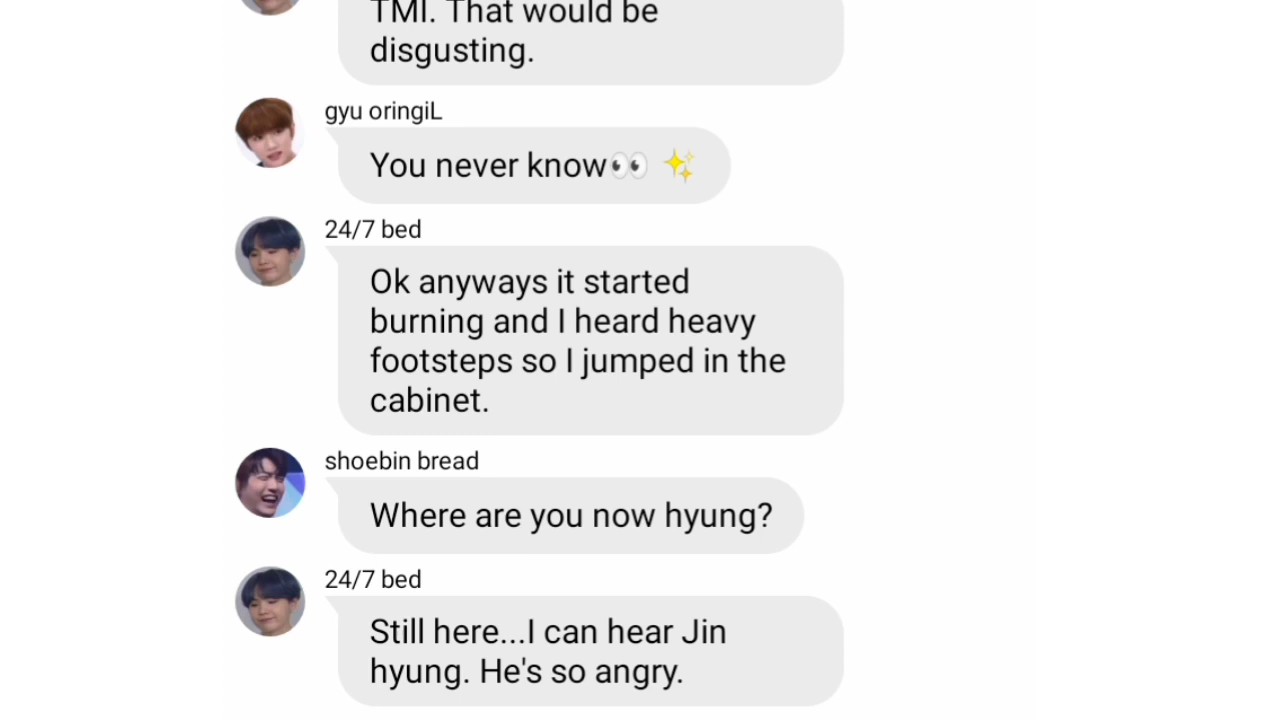 TMI. That would be
disgusting.
gyu oringiL
You never know👀 ✨
24/7 bed
Ok anyways it started
burning and I heard heavy
footsteps so I jumped in the
cabinet.
shoebin bread
Where are you now hyung?
24/7 bed
Still here...I can hear Jin
hyung. He's so angry.